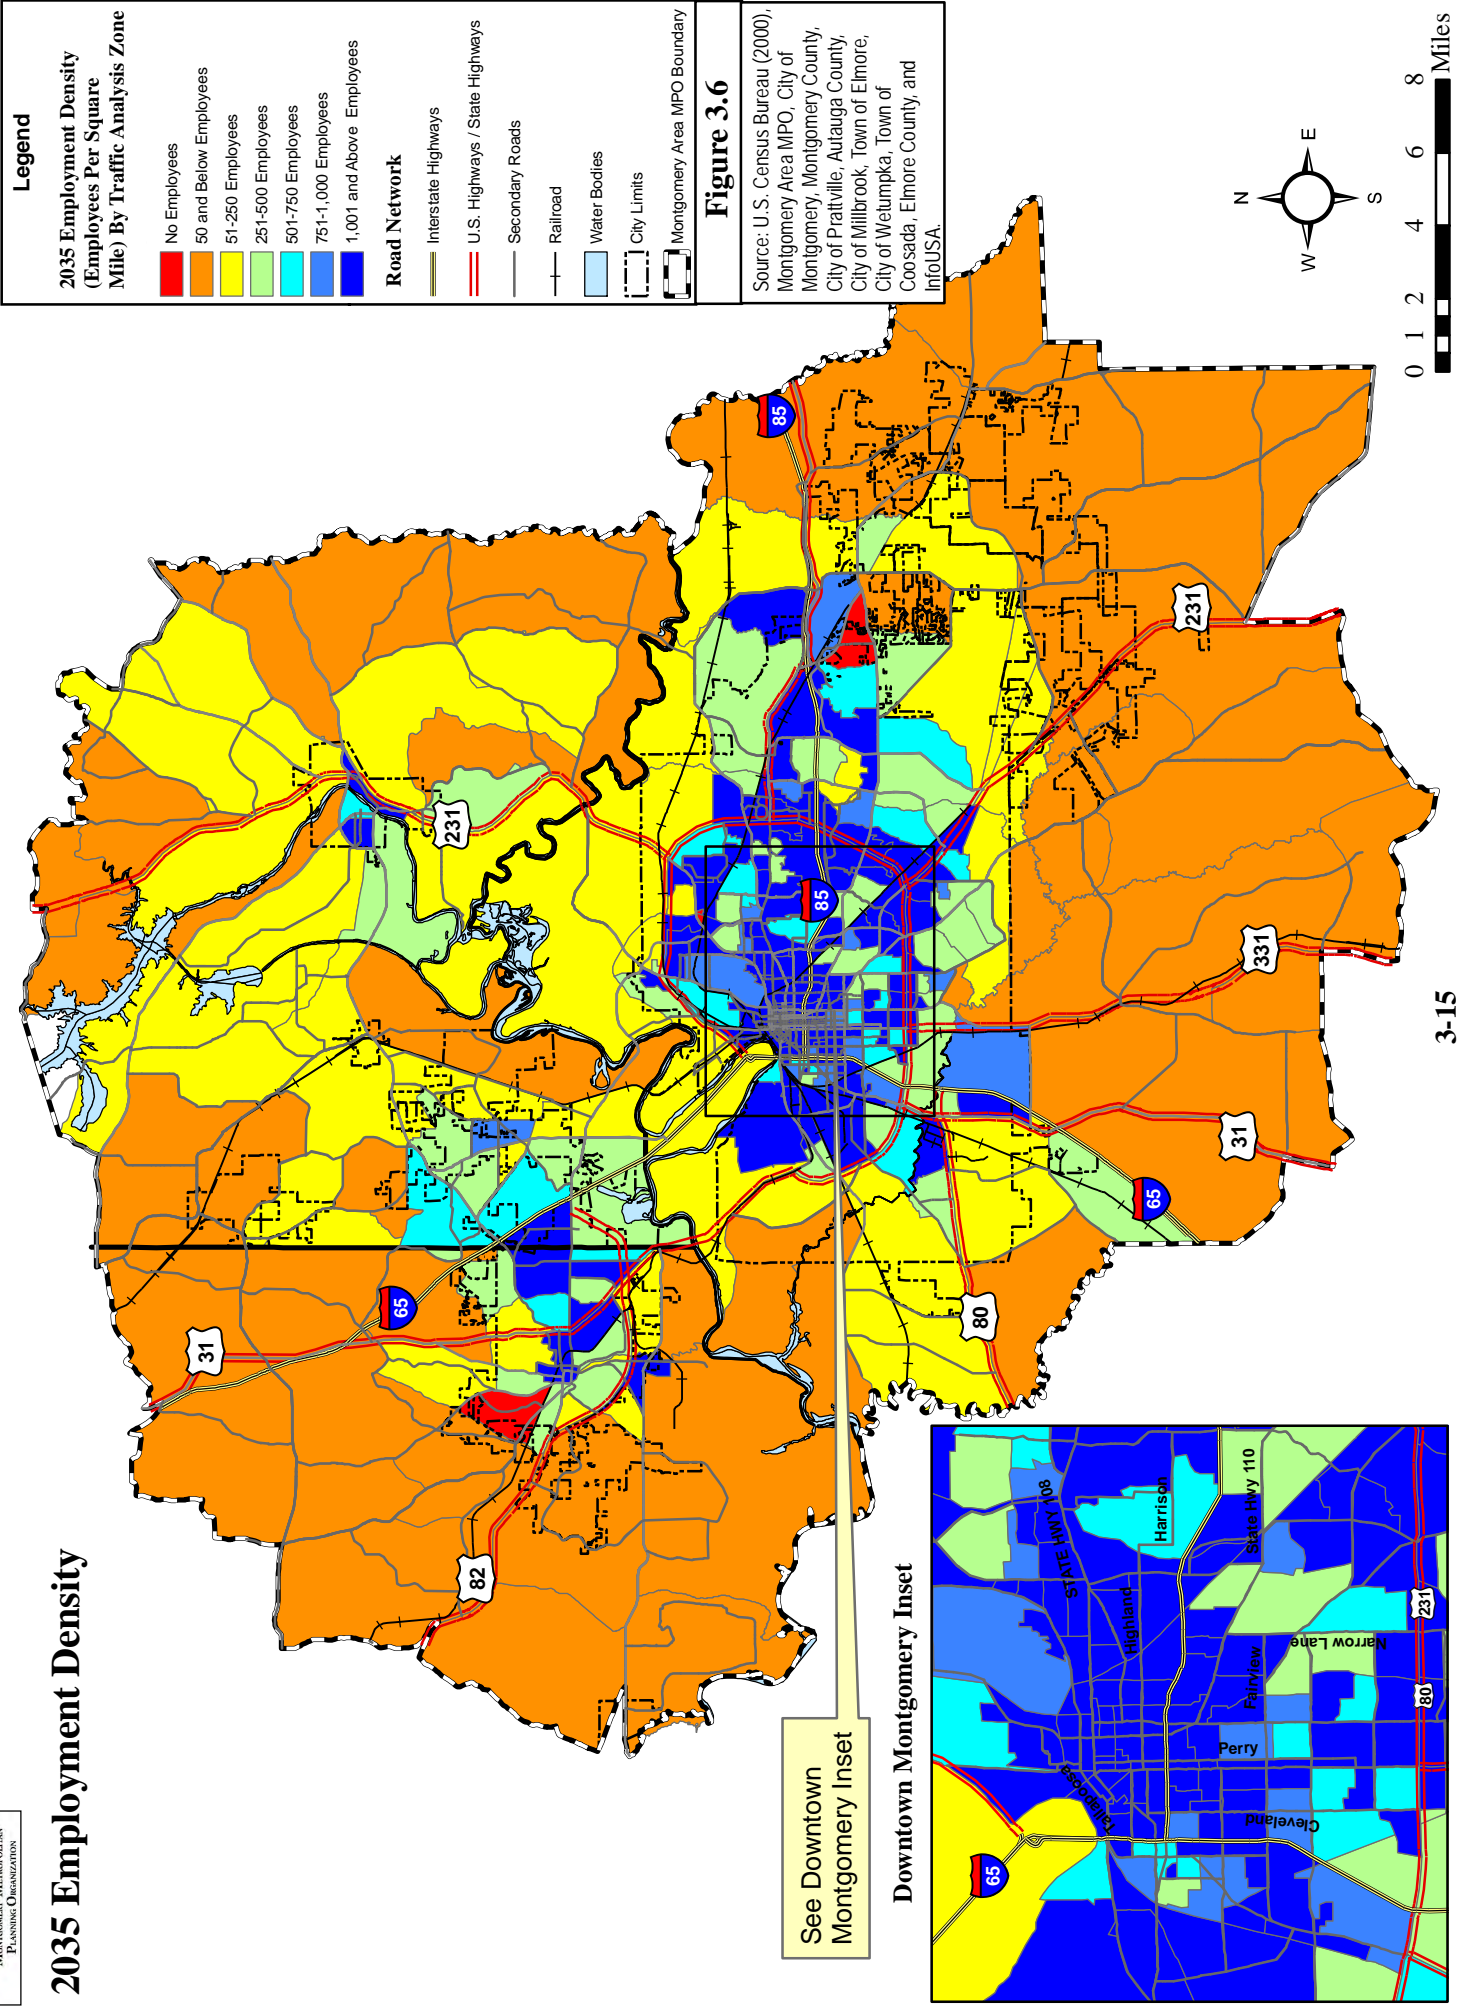 PLANNING ORGANIZATION
2035 Employment Density
Legend
2035 Employment Density
(Employees Per Square
Mile) By Traffic Analysis Zone
No Employees
50 and Below Employees
51-250 Employees
251-500 Employees
501-750 Employees
751-1,000 Employees
1,001 and Above Employees
Road Network
Interstate Highways
U.S. Highways / State Highways
Secondary Roads
Railroad
Water Bodies
City Limits
Montgomery Area MPO Boundary
Figure 3.6
Source: U.S. Census Bureau (2000),
Montgomery Area MPO, City of
Montgomery, Montgomery County,
City of Prattville, Autauga County,
City of Millbrook, Town of Elmore,
City of Wetumpka, Town of
Coosada, Elmore County, and
InfoUSA.
N
W
E
S
0 1 2 4 6 8
Miles
31
65
82
231
85
85
80
65
31
331
231
See Downtown
Montgomery Inset
Downtown Montgomery Inset
65
Tallapoosa
STATE HWY 108
Highland
Harrison
Perry
Fairview
State Hwy 110
Cleveland
Narrow Lane
80
231
3-15